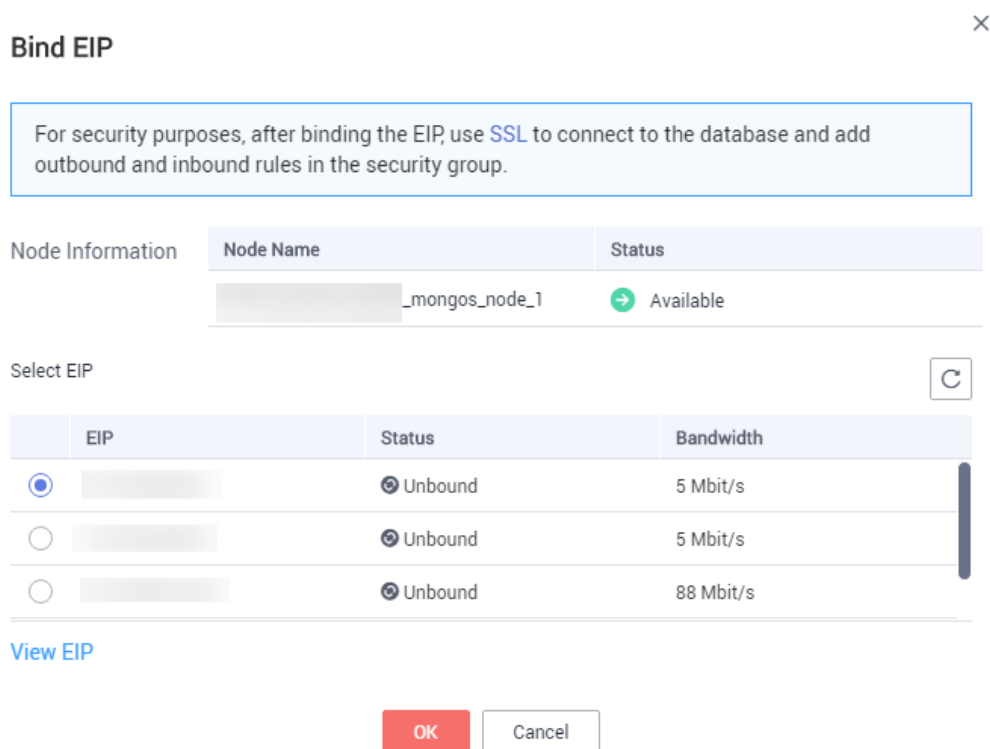 Bind EIP
For security purposes, after binding the EIP, use SSL to connect to the database and add
outbound and inbound rules in the security group.
Node Information
Node Name Status
_mongos_node_1 Available
Select EIP
EIP Status Bandwidth
Unbound 5 Mbit/s
Unbound 5 Mbit/s
Unbound 88 Mbit/s
View EIP
OK Cancel